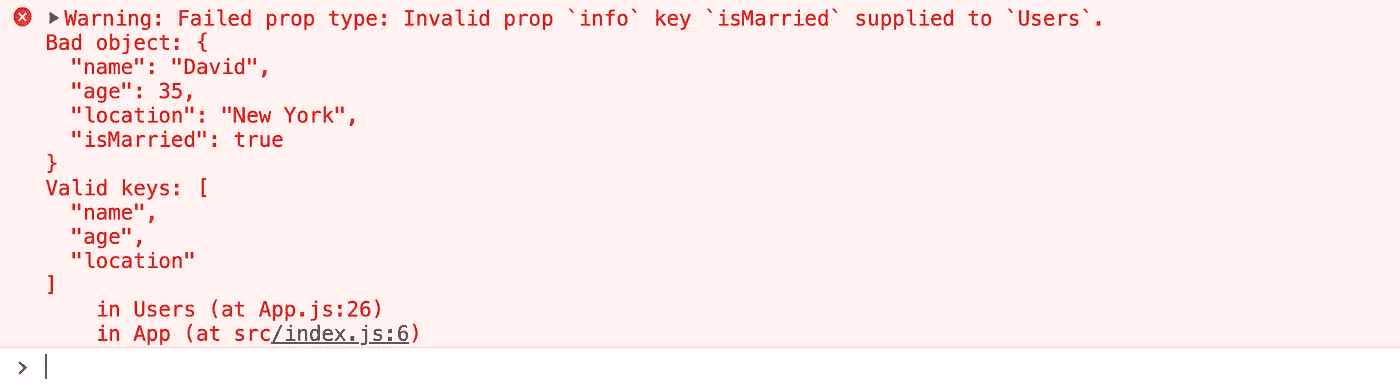 Warning: Failed prop type: Invalid prop `info` key `isMarried` supplied to `Users`.
Bad object: {
  "name": "David",
  "age": 35,
  "location": "New York",
  "isMarried": true
}
Valid keys: [
  "name",
  "age",
  "location"
]
    in Users (at App.js:26)
    in App (at src/index.js:6)
>